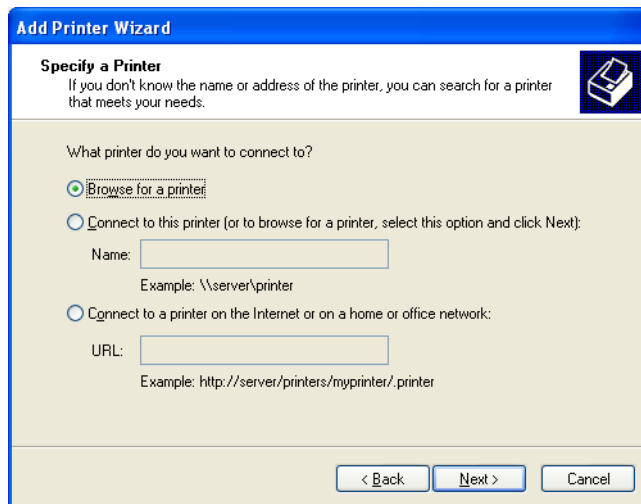 Add Printer Wizard
Specify a Printer
If you don't know the name or address of the printer, you can search for a printer
that meets your needs.
What printer do you want to connect to?
Browse for a printer
Connect to this printer (or to browse for a printer, select this option and click Next):
Name:
Example: \\server\printer
Connect to a printer on the Internet or on a home or office network:
URL:
Example: http://server/printers/myprinter/.printer
< Back Next > Cancel